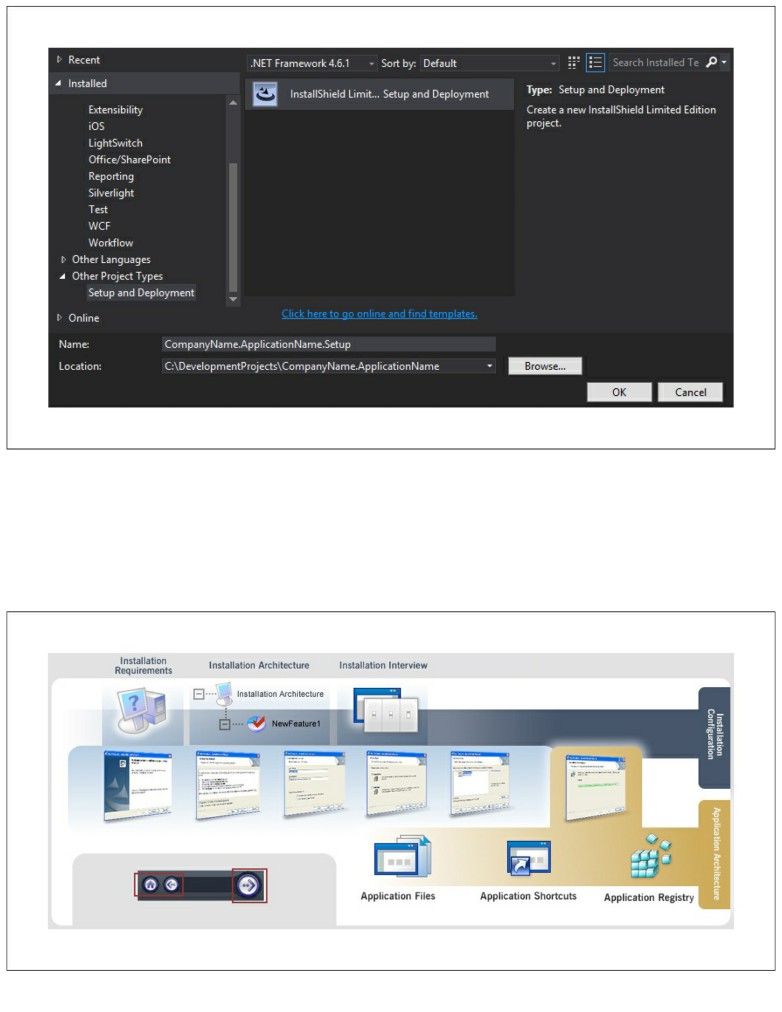 Recent
.NET Framework 4.6.1 Sort by: Default Search Installed Te
Installed
InstallShield Limit... Setup and Deployment
Type: Setup and Deployment
Create a new InstallShield Limited Edition
project.
Extensibility
iOS
LightSwitch
Office/SharePoint
Reporting
Silverlight
Test
WCF
Workflow
Other Languages
Other Project Types
Setup and Deployment
Online
Click here to go online and find templates.
Name: CompanyName.ApplicationName.Setup
Location: C:\DevelopmentProjects\CompanyName.ApplicationName Browse...
OK Cancel
Installation
Requirements
Installation Architecture
Installation Interview
Installation Architecture
NewFeature1
Installation
Configuration
Application Architecture
Application Files
Application Shortcuts
Application Registry